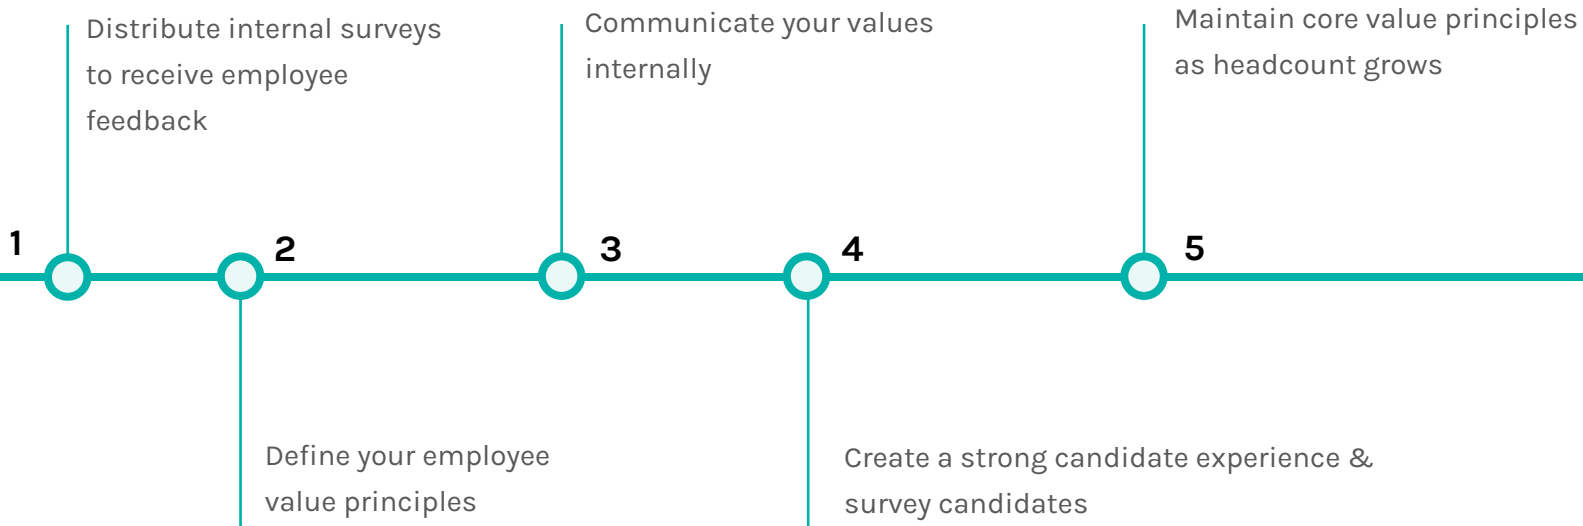 1
Distribute internal surveys
to receive employee
feedback
2
Define your employee
value principles
3
Communicate your values
internally
4
Create a strong candidate experience &
survey candidates
5
Maintain core value principles
as headcount grows